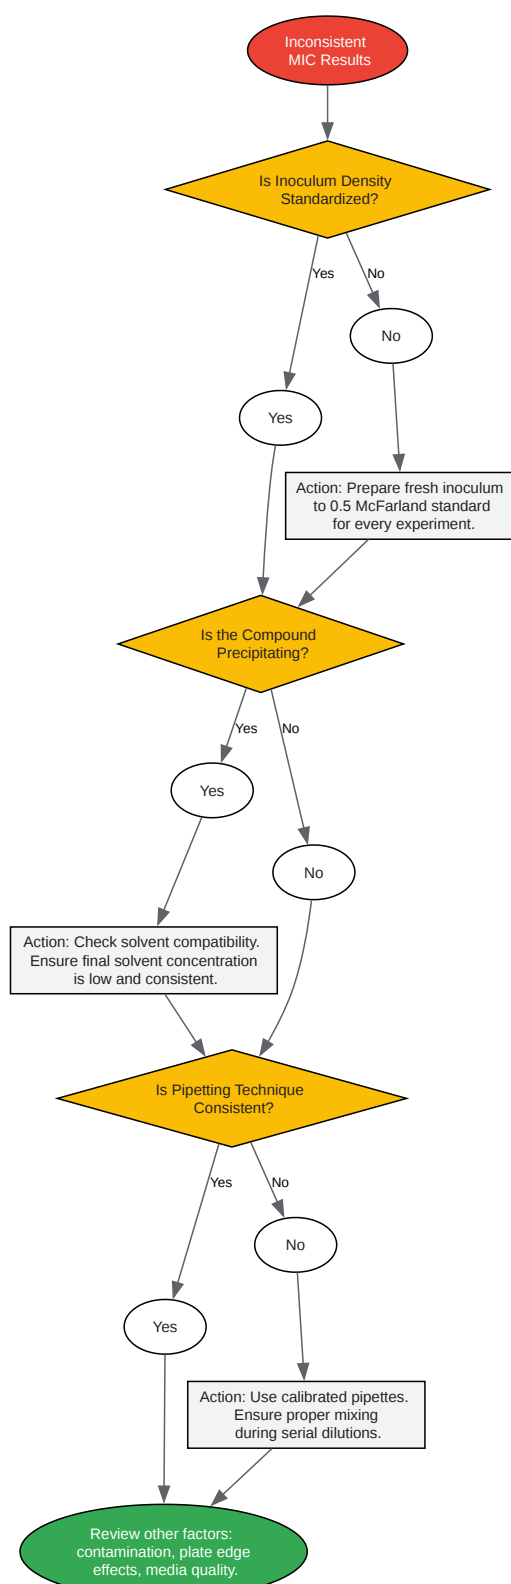 Inconsistent
MIC Results
Is Inoculum Density
Standardized?
Yes
No
No
Yes
Action: Prepare fresh inoculum
to 0.5 McFarland standard
for every experiment.
Is the Compound
Precipitating?
Yes
No
Yes
No
Action: Check solvent compatibility.
Ensure final solvent concentration
is low and consistent.
Is Pipetting Technique
Consistent?
Yes
No
No
Yes
Action: Use calibrated pipettes.
Ensure proper mixing
during serial dilutions.
Review other factors:
contamination, plate edge
effects, media quality.